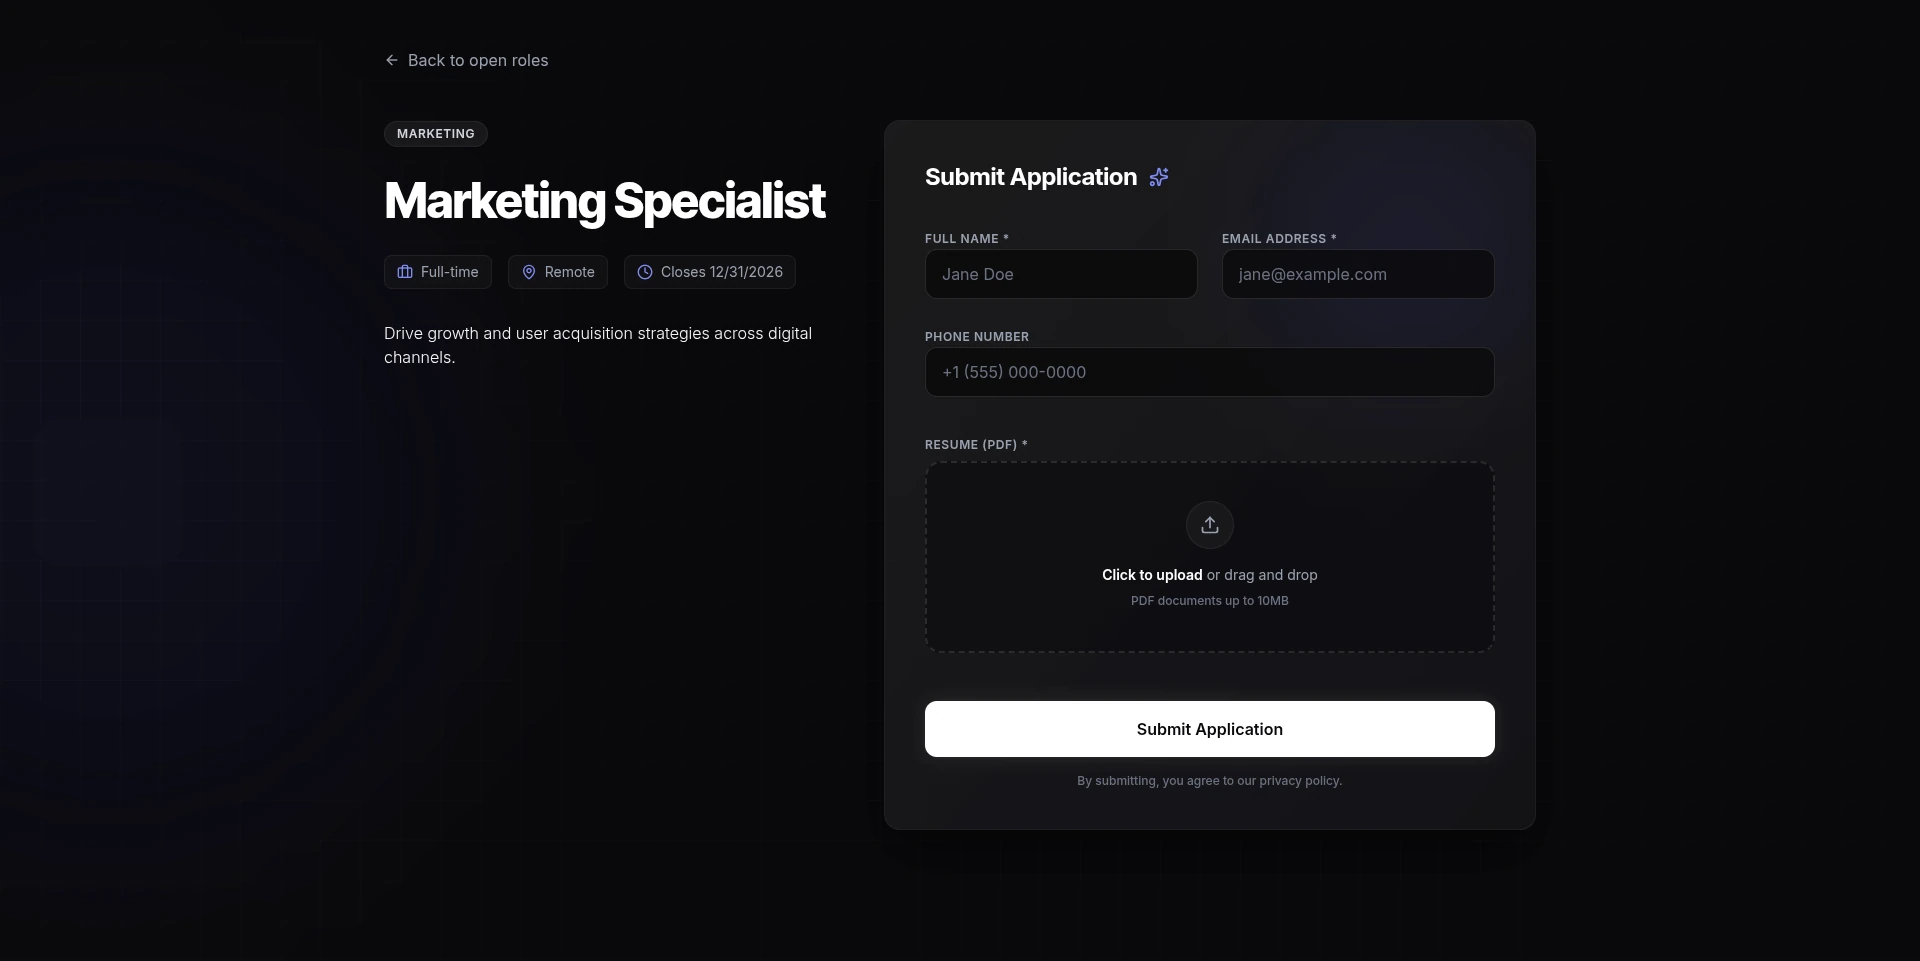 Back to open roles
MARKETING
Marketing Specialist
Full-time
Remote
Closes 12/31/2026
Drive growth and user acquisition strategies across digital
channels.
Submit Application
FULL NAME *
EMAIL ADDRESS *
Jane Doe
jane@example.com
PHONE NUMBER
+1 (555) 000-0000
RESUME (PDF) *
Click to upload or drag and drop
PDF documents up to 10MB
Submit Application
By submitting, you agree to our privacy policy.